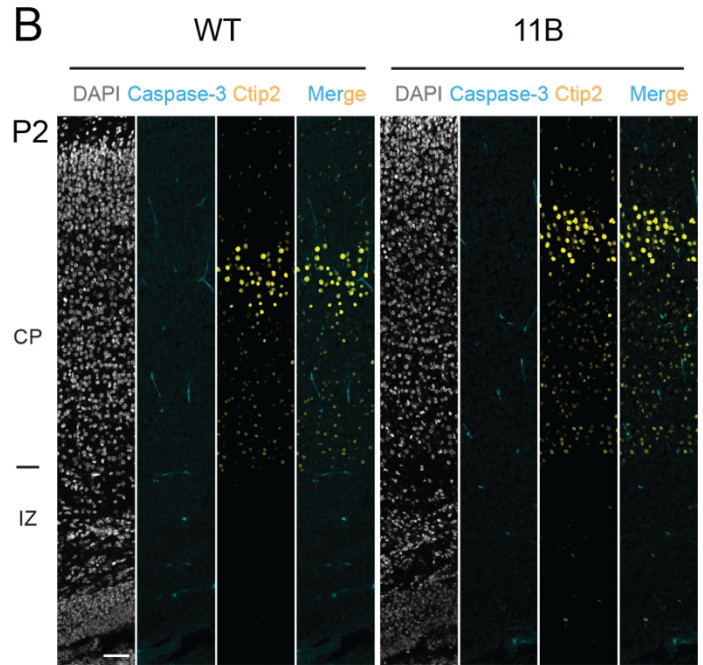 B
WT 11B
DAPI Caspase-3 Ctip2 Merge DAPI Caspase-3 Ctip2 Merge
P2
CP
IZ